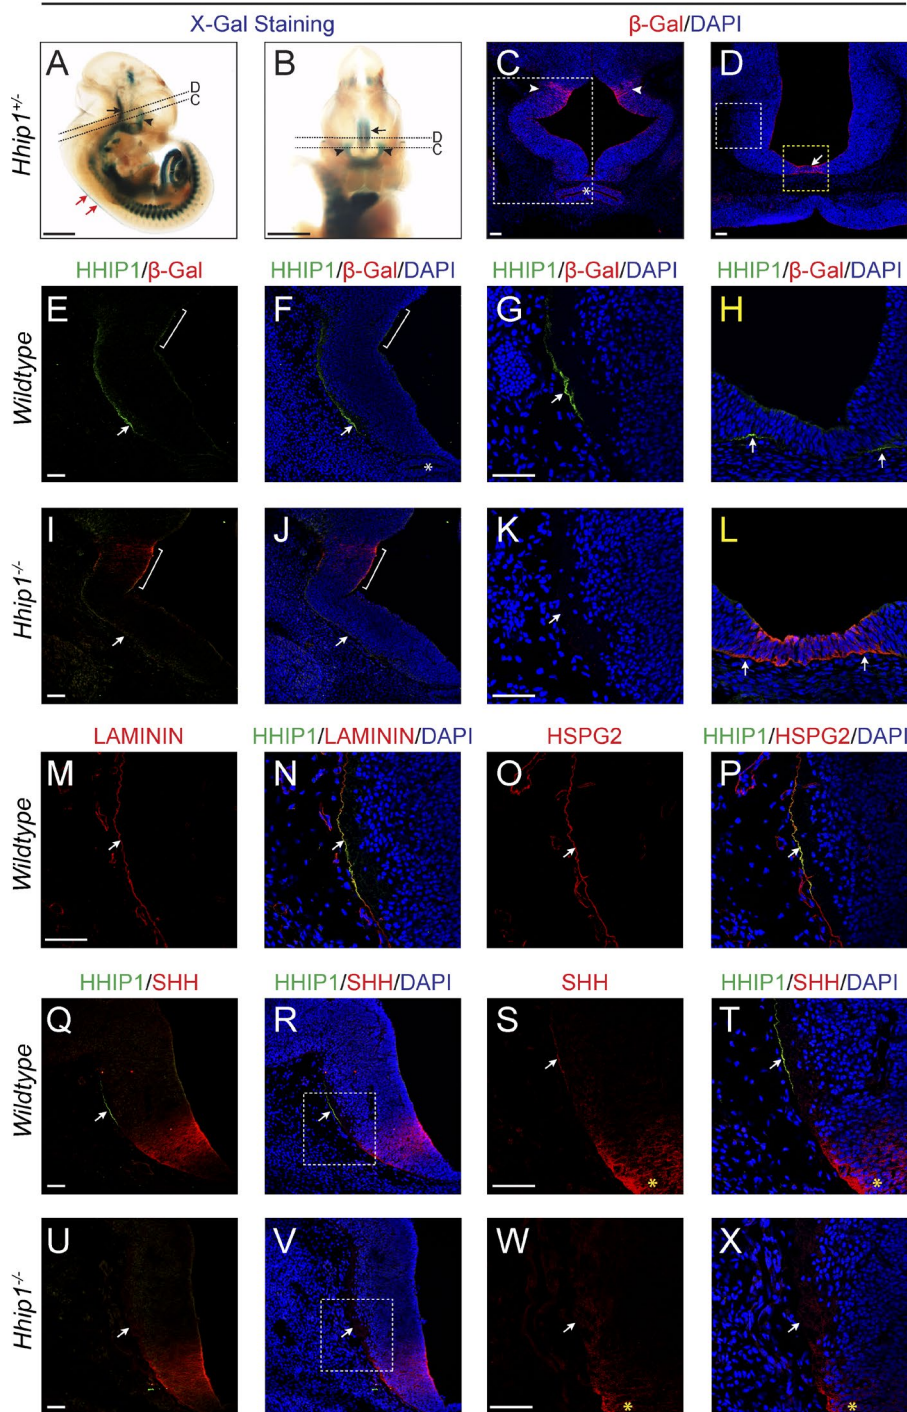 X-Gal Staining β-Gal/DAPI
Hhip1+/-
A B C D
D
C
D
C
*
HHIP1/β-Gal HHIP1/β-Gal/DAPI HHIP1/β-Gal/DAPI HHIP1/β-Gal/DAPI
Wildtype
E F G H
*
Hhip1-/-
I J K L
LAMININ HHIP1/LAMININ/DAPI HSPG2 HHIP1/HSPG2/DAPI
Wildtype
M N O P
HHIP1/SHH HHIP1/SHH/DAPI SHH HHIP1/SHH/DAPI
Wildtype
Q R S T
* *
Hhip1-/-
U V W X
* *